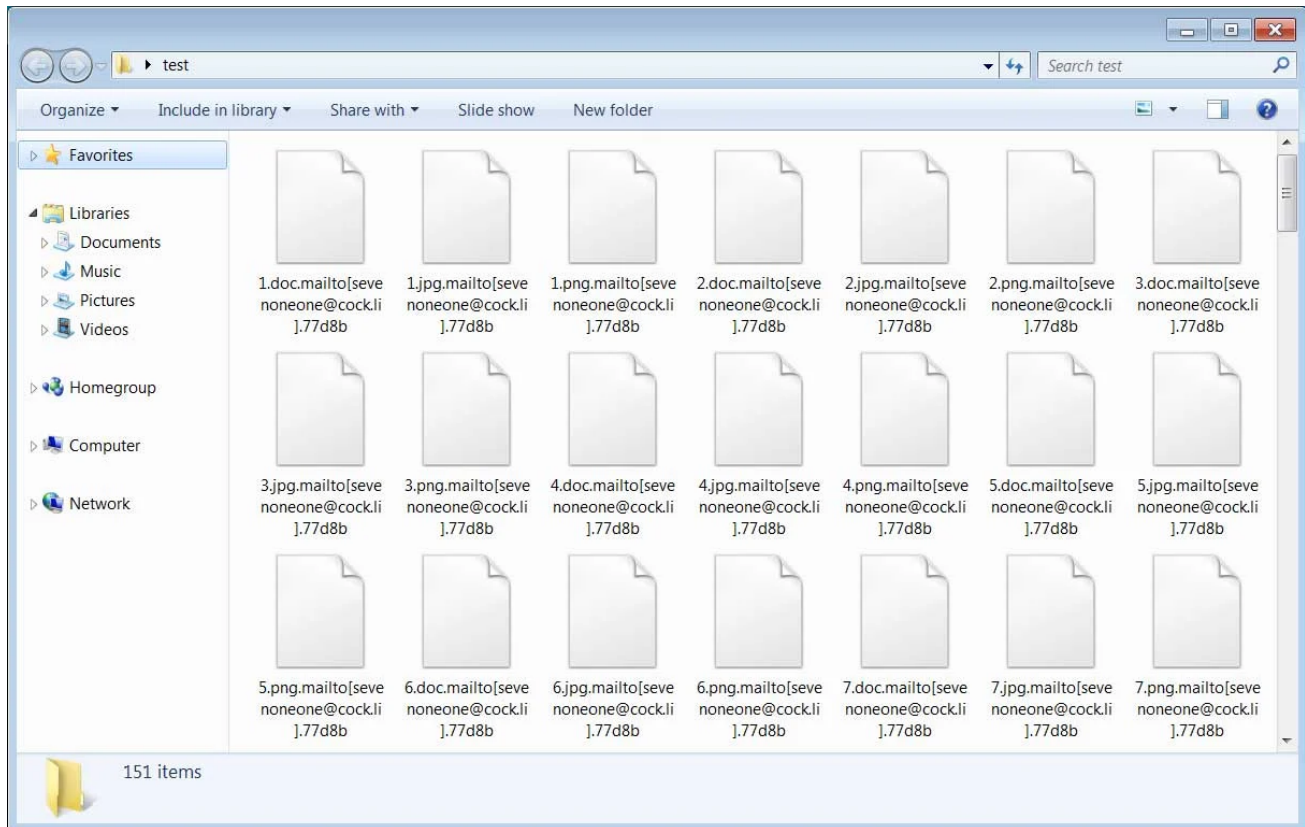 test
Search test
Organize
Include in library
Share with
Slide show
New folder
Favorites
Libraries
Documents
Music
Pictures
Videos
Homegroup
Computer
Network
1.doc.mailto[seve
noneone@cock.li
].77d8b
1.jpg.mailto[seve
noneone@cock.li
].77d8b
1.png.mailto[seve
noneone@cock.li
].77d8b
2.doc.mailto[seve
noneone@cock.li
].77d8b
2.jpg.mailto[seve
noneone@cock.li
].77d8b
2.png.mailto[seve
noneone@cock.li
].77d8b
3.doc.mailto[seve
noneone@cock.li
].77d8b
3.jpg.mailto[seve
noneone@cock.li
].77d8b
3.png.mailto[seve
noneone@cock.li
].77d8b
4.doc.mailto[seve
noneone@cock.li
].77d8b
4.jpg.mailto[seve
noneone@cock.li
].77d8b
4.png.mailto[seve
noneone@cock.li
].77d8b
5.doc.mailto[seve
noneone@cock.li
].77d8b
5.jpg.mailto[seve
noneone@cock.li
].77d8b
5.png.mailto[seve
noneone@cock.li
].77d8b
6.doc.mailto[seve
noneone@cock.li
].77d8b
6.jpg.mailto[seve
noneone@cock.li
].77d8b
6.png.mailto[seve
noneone@cock.li
].77d8b
7.doc.mailto[seve
noneone@cock.li
].77d8b
7.jpg.mailto[seve
noneone@cock.li
].77d8b
7.png.mailto[seve
noneone@cock.li
].77d8b
151 items